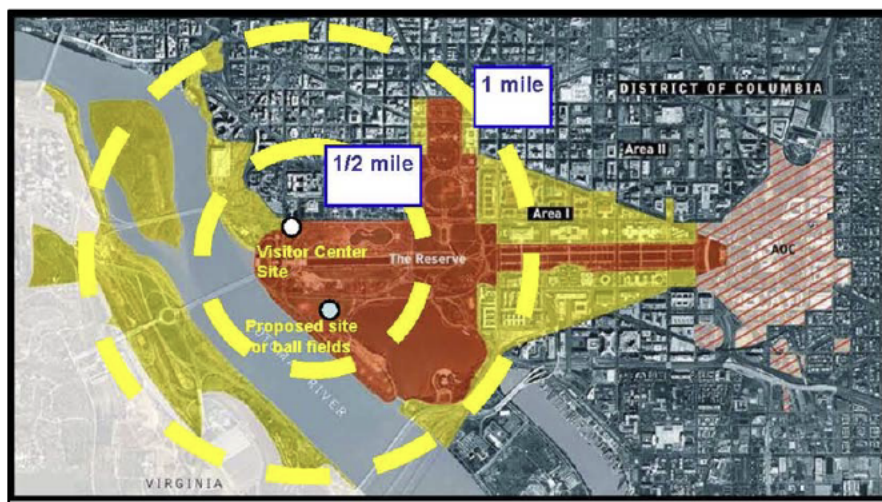 1 mile
DISTRICT OF COLUMBIA
1/2 mile
Area II
Area I
Visitor Center
Site
The Reserve
AOC
Proposed site
or ball fields
RIVER
VIRGINIA